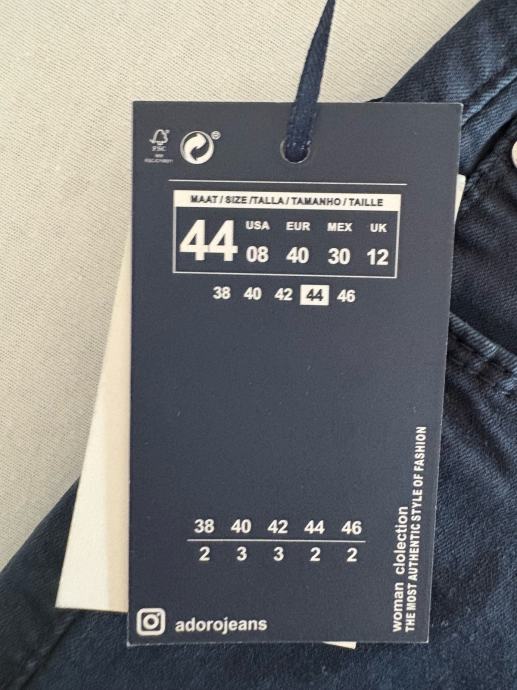 FSC
®
MAAT / SIZE / TALLA / TAMANHO / TAILLE
44
USA EUR MEX UK
08 40 30 12
38 40 42 44 46
38 40 42 44 46
2 3 3 2 2
adorojeans
woman clolection
THE MOST AUTHENTIC STYLE OF FASHION